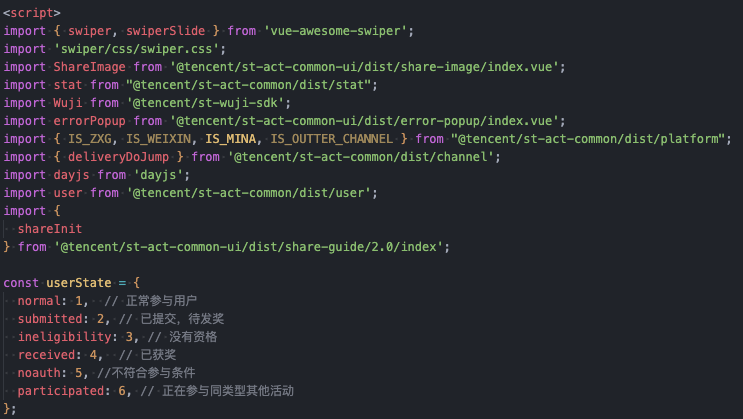 <script>
import { swiper, swiperSlide } from 'vue-awesome-swiper';
import 'swiper/css/swiper.css';
import ShareImage from '@tencent/st-act-common-ui/dist/share-image/index.vue';
import stat from "@tencent/st-act-common/dist/stat";
import Wuji from '@tencent/st-wuji-sdk';
import errorPopup from '@tencent/st-act-common-ui/dist/error-popup/index.vue';
import { IS_ZXG, IS_WEIXIN, IS_MINA, IS_OUTTER_CHANNEL } from "@tencent/st-act-common/dist/platform";
import { deliveryDoJump } from '@tencent/st-act-common/dist/channel';
import dayjs from 'dayjs';
import user from '@tencent/st-act-common/dist/user';
import {
  shareInit
} from '@tencent/st-act-common-ui/dist/share-guide/2.0/index';

const userState = {
  normal: 1, // 正常参与用户
  submitted: 2, // 已提交，待发奖
  ineligibility: 3, // 没有资格
  received: 4, // 已获奖
  noauth: 5, //不符合参与条件
  participated: 6, // 正在参与同类型其他活动
};